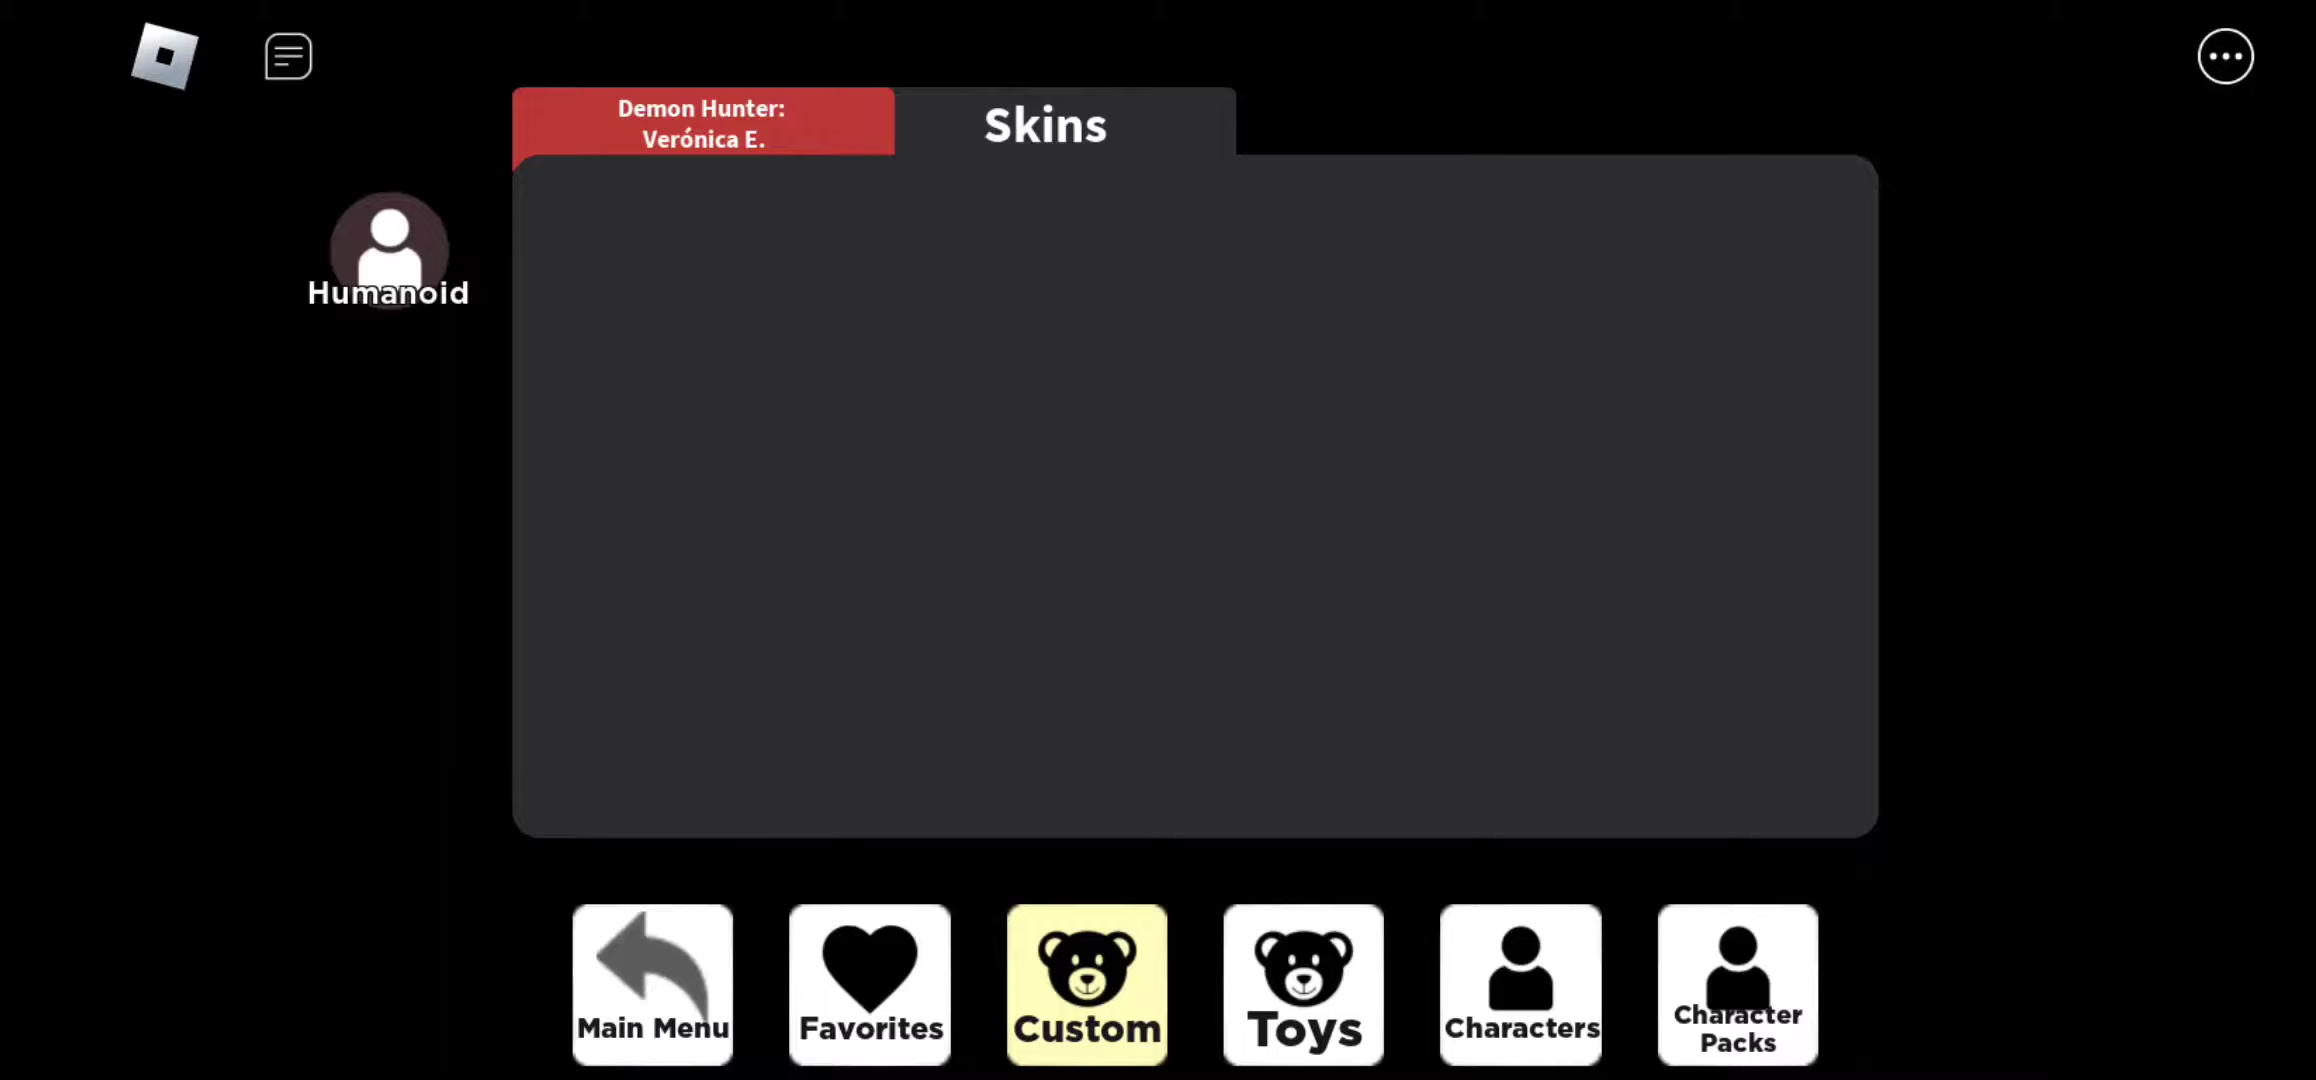 Demon Hunter:
Verónica E.
Skins
Humanoid
Main Menu
Favorites
Custom
Toys
Characters
Character
Packs